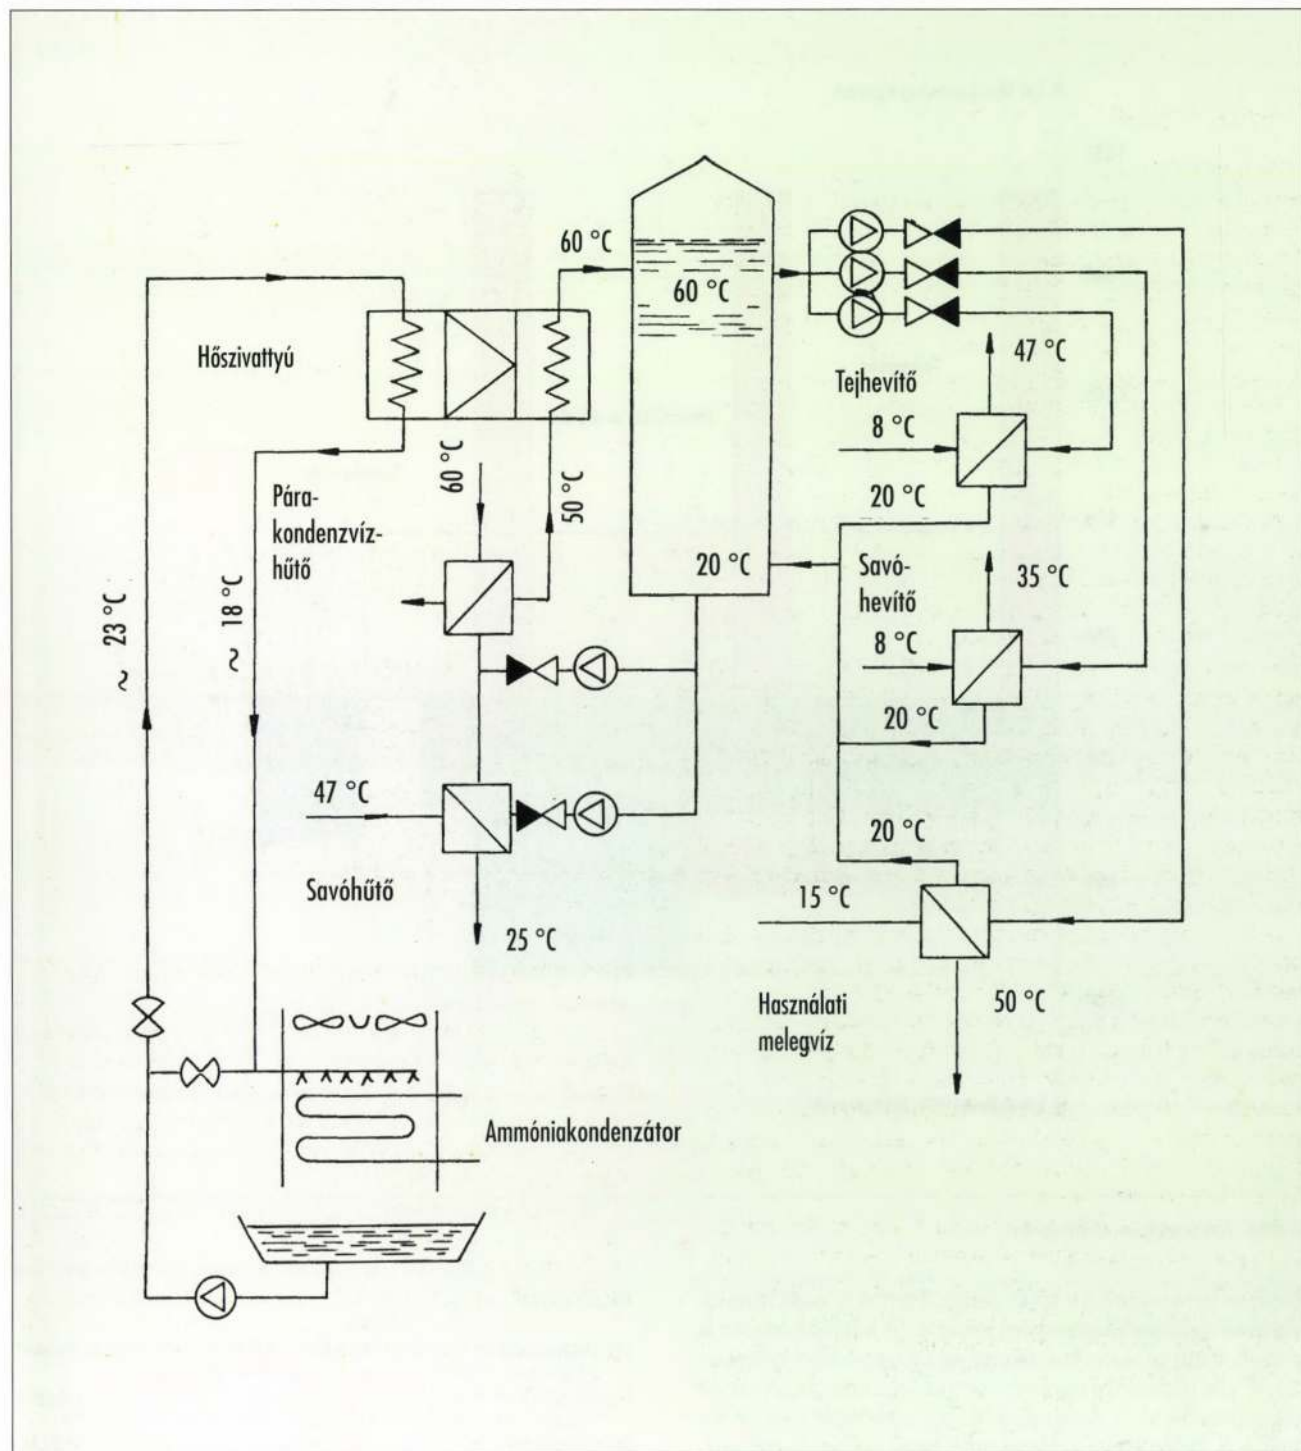 60 °C
60 °C
Hőszivattyú
47 °C
Tejhevítő
8 °C
60 °C
50 °C
20 °C
Pára-
kondenzvíz-
hűtő
20 °C
Savó-
hevítő
35 °C
~ 23 °C
~ 18 °C
8 °C
20 °C
47 °C
20 °C
Savóhűtő
15 °C
25 °C
Használati
melegvíz
50 °C
Ammóniakondenzátor